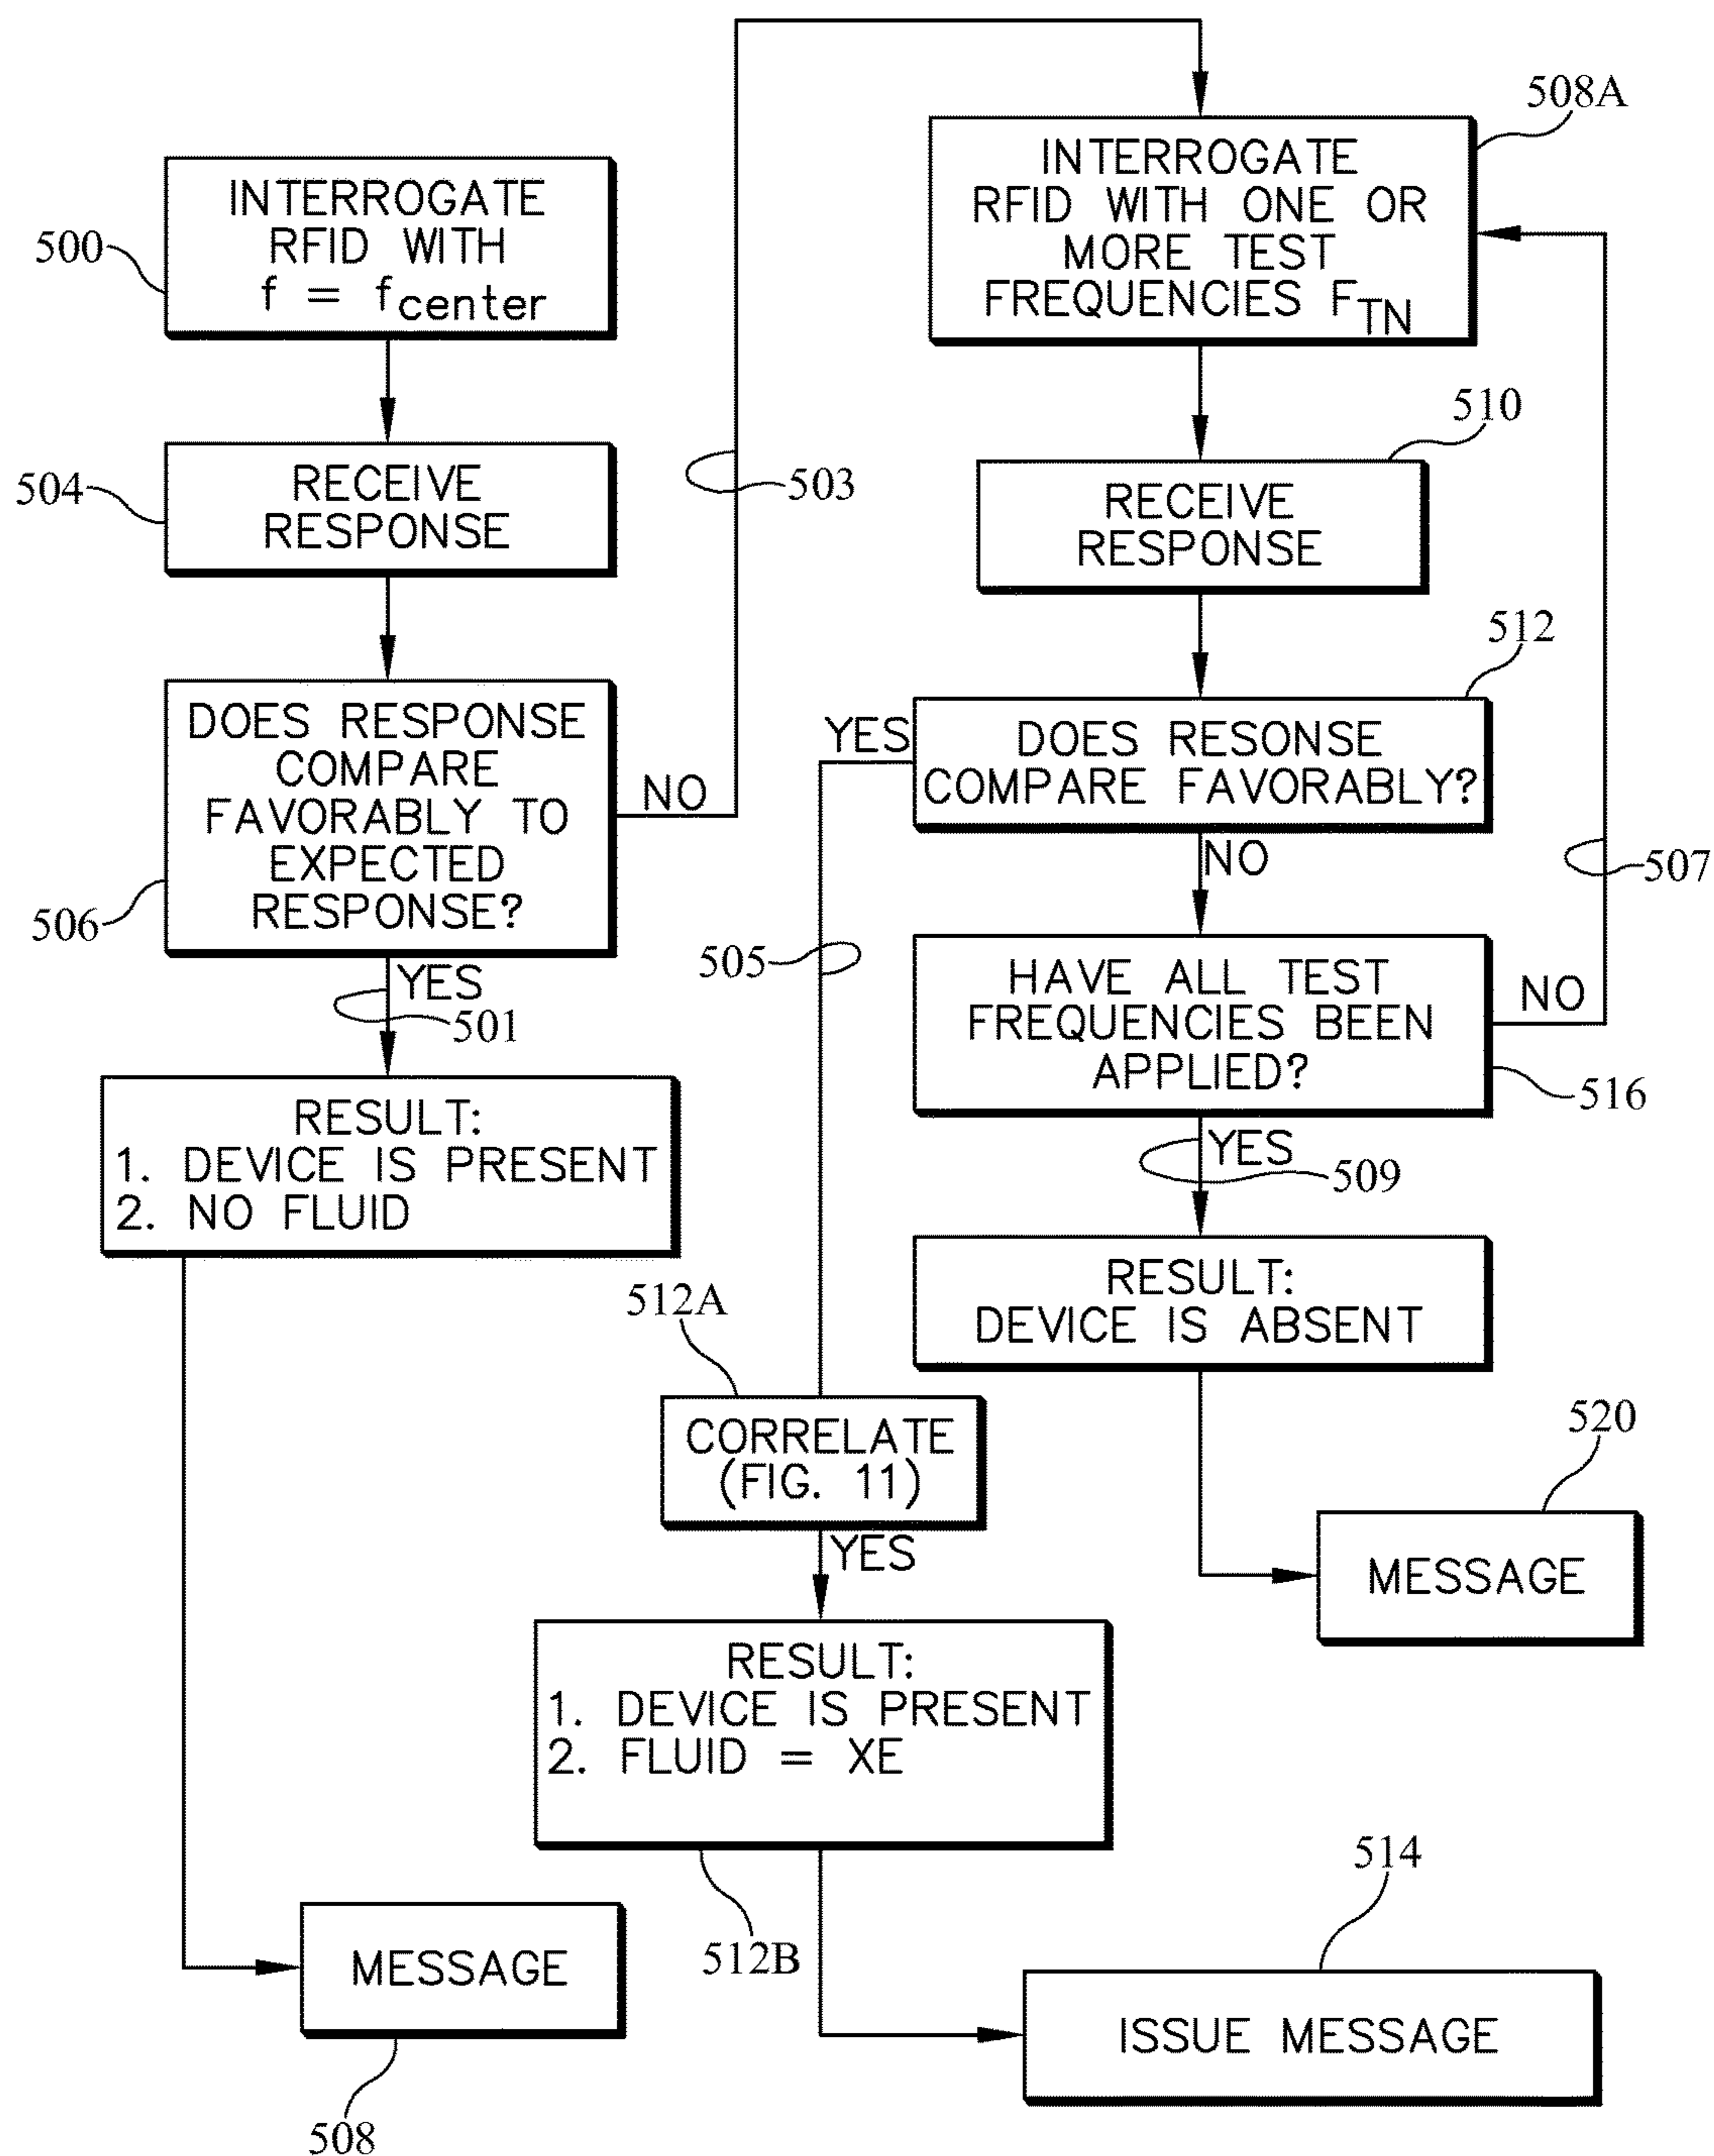 INTERROGATE
RFID WITH
f = fcenter
500
RECEIVE
RESPONSE
504
DOES RESPONSE
COMPARE
FAVORABLY TO
EXPECTED
RESPONSE?
506
NO
503
YES
501
RESULT:
1. DEVICE IS PRESENT
2. NO FLUID
MESSAGE
508
508A
INTERROGATE
RFID WITH ONE OR
MORE TEST
FREQUENCIES FTN
510
RECEIVE
RESPONSE
512
DOES RESONSE
COMPARE FAVORABLY?
YES
NO
505
507
HAVE ALL TEST
FREQUENCIES BEEN
APPLIED?
NO
516
YES
509
RESULT:
DEVICE IS ABSENT
520
MESSAGE
512A
CORRELATE
(FIG. 11)
YES
RESULT:
1. DEVICE IS PRESENT
2. FLUID = XE
512B
514
ISSUE MESSAGE